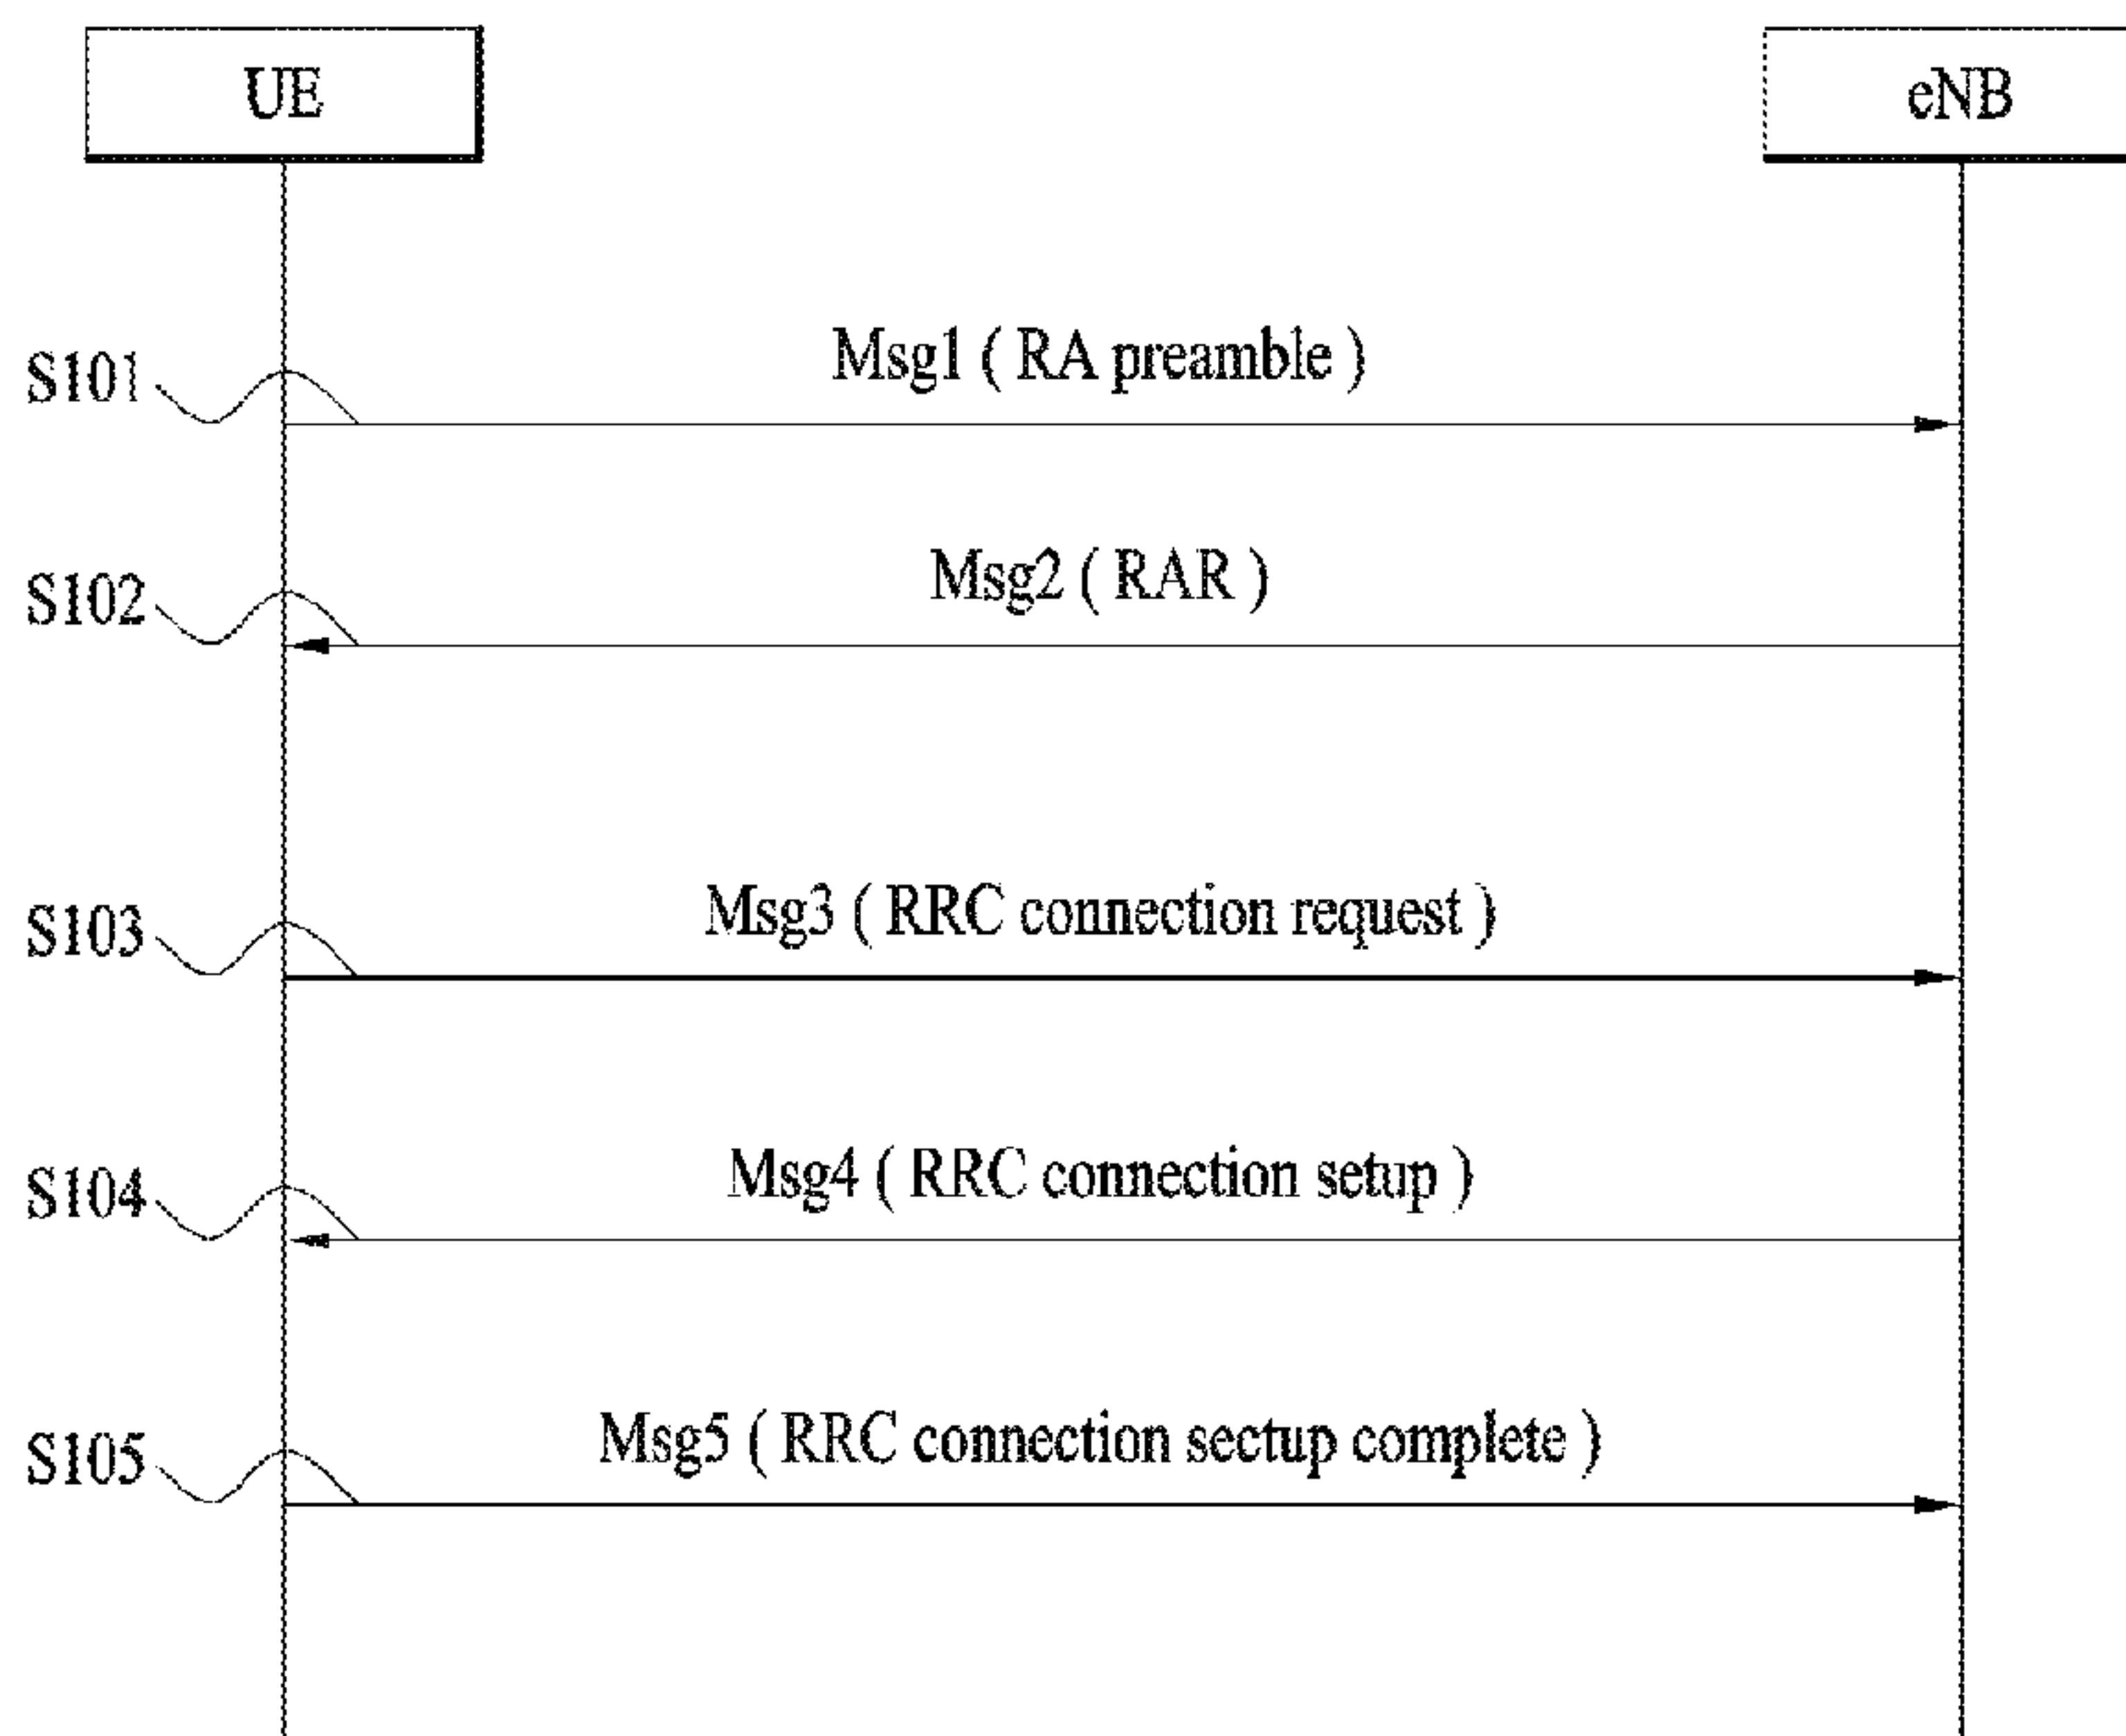 UE
eNB
S101
Msg1 ( RA preamble )
S102
Msg2 ( RAR )
S103
Msg3 ( RRC connection request )
S104
Msg4 ( RRC connection setup )
S105
Msg5 ( RRC connection sectup complete )